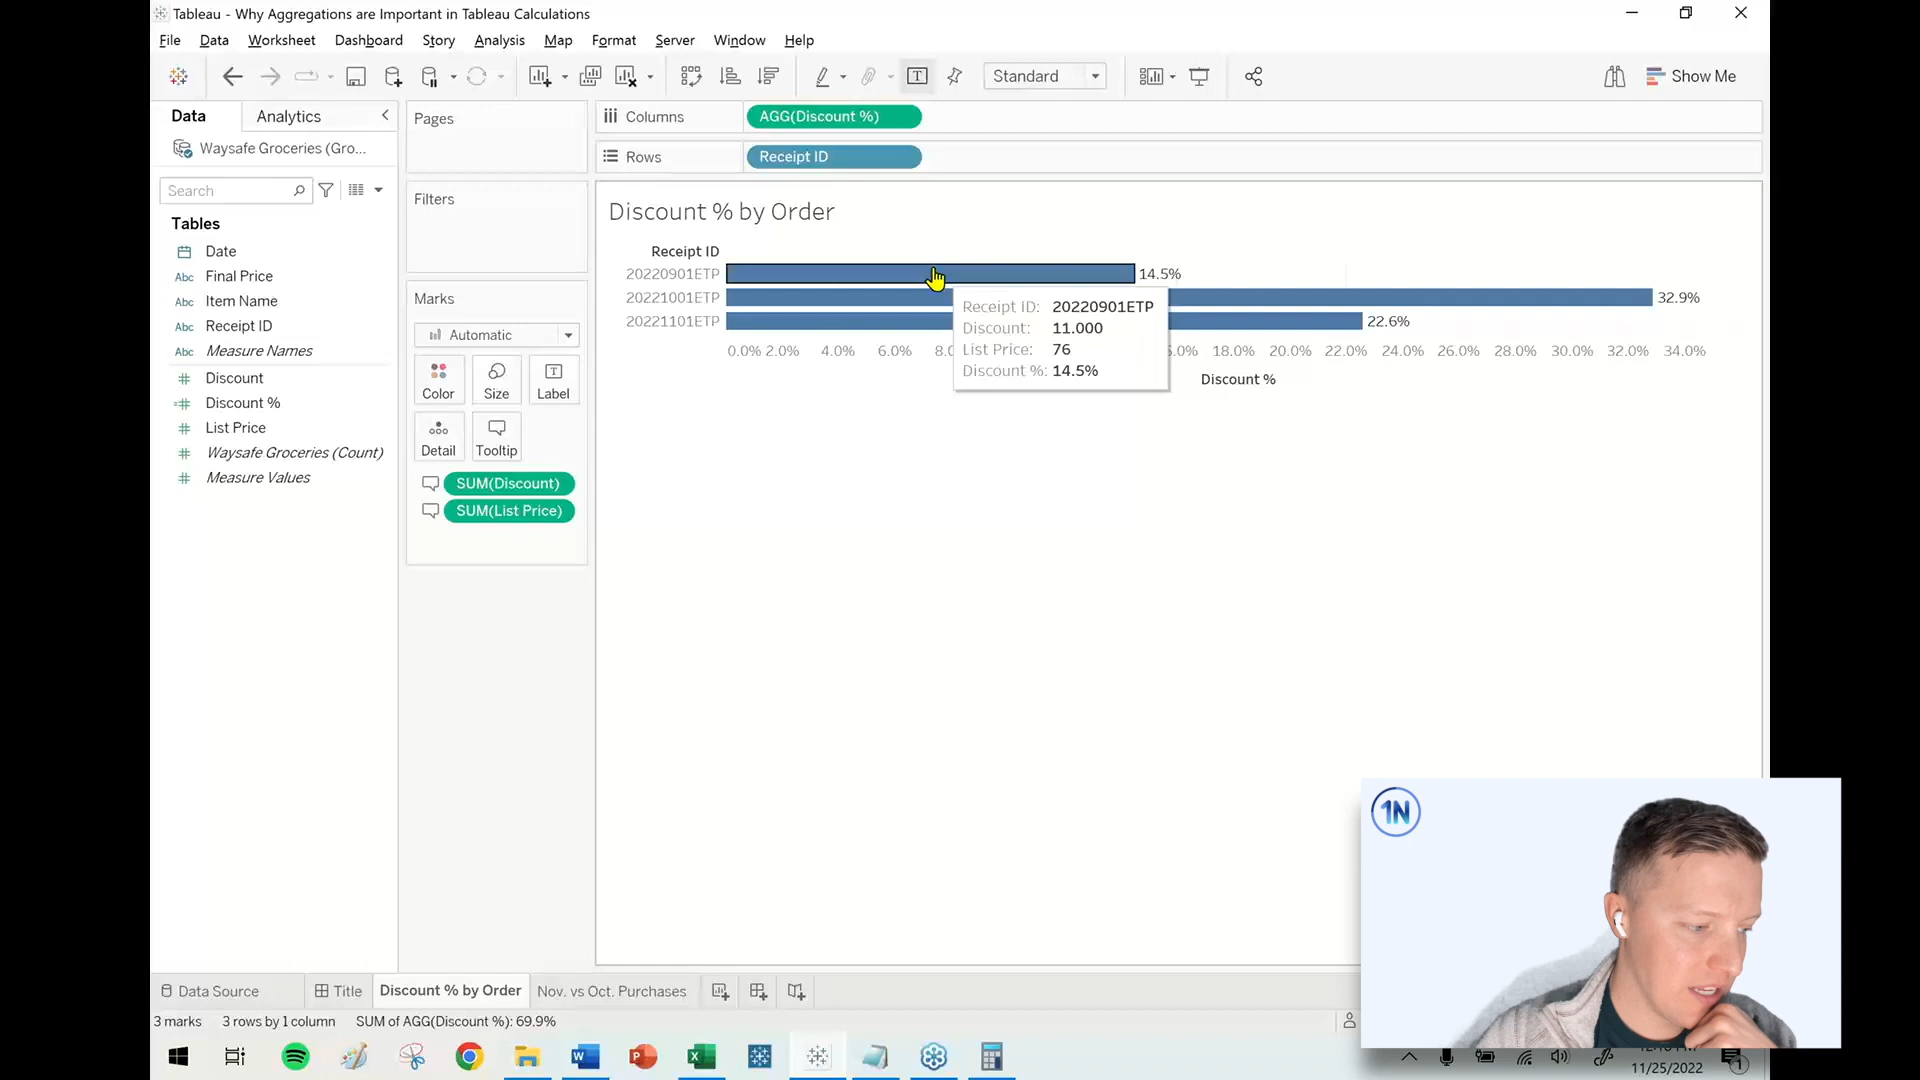 Tableau - Why Aggregations are Important in Tableau Calculations
File Data Worksheet Dashboard Story Analysis Map Format Server Window Help
Standard
Show Me
Data Analytics
Waysafe Groceries (Gro...
Search
Tables
Date
Abc Final Price
Abc Item Name
Abc Receipt ID
Abc Measure Names
Discount
Discount %
List Price
Waysafe Groceries (Count)
Measure Values
Pages
Filters
Marks
Automatic
Color Size Label
Detail Tooltip
SUM(Discount)
SUM(List Price)
Columns AGG(Discount %)
Rows Receipt ID
Discount % by Order
Receipt ID
20220901ETP 14.5%
20221001ETP 32.9%
20221101ETP 22.6%
Receipt ID: 20220901ETP
Discount: 11.000
List Price: 76
Discount %: 14.5%
0.0% 2.0% 4.0% 6.0% 18.0% 20.0% 22.0% 24.0% 26.0% 28.0% 30.0% 32.0% 34.0%
Discount %
1N
Data Source Title Discount % by Order Nov. vs Oct. Purchases
3 marks 3 rows by 1 column SUM of AGG(Discount %): 69.9%
11/25/2022